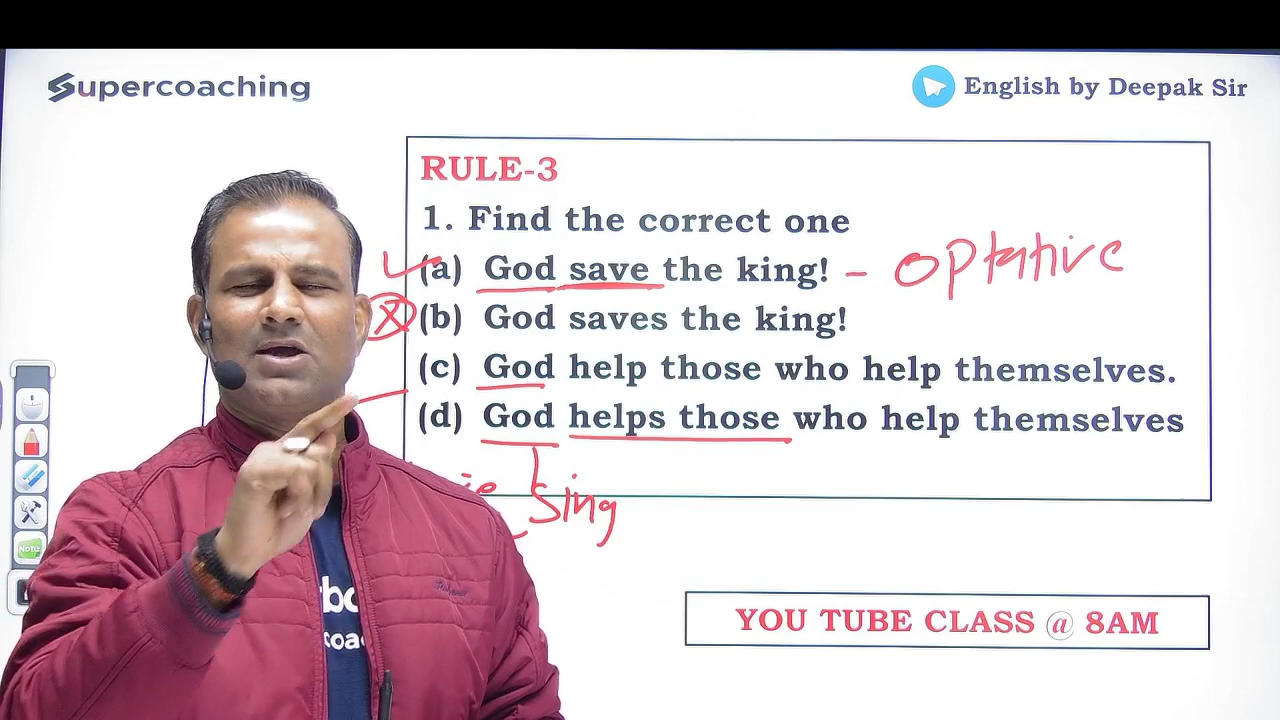 Supercoaching
English by Deepak Sir
RULE-3
1. Find the correct one
(a) God save the king! - optative
(b) God saves the king!
(c) God help those who help themselves.
(d) God helps those who help themselves
Sing
YOU TUBE CLASS @ 8AM
Note